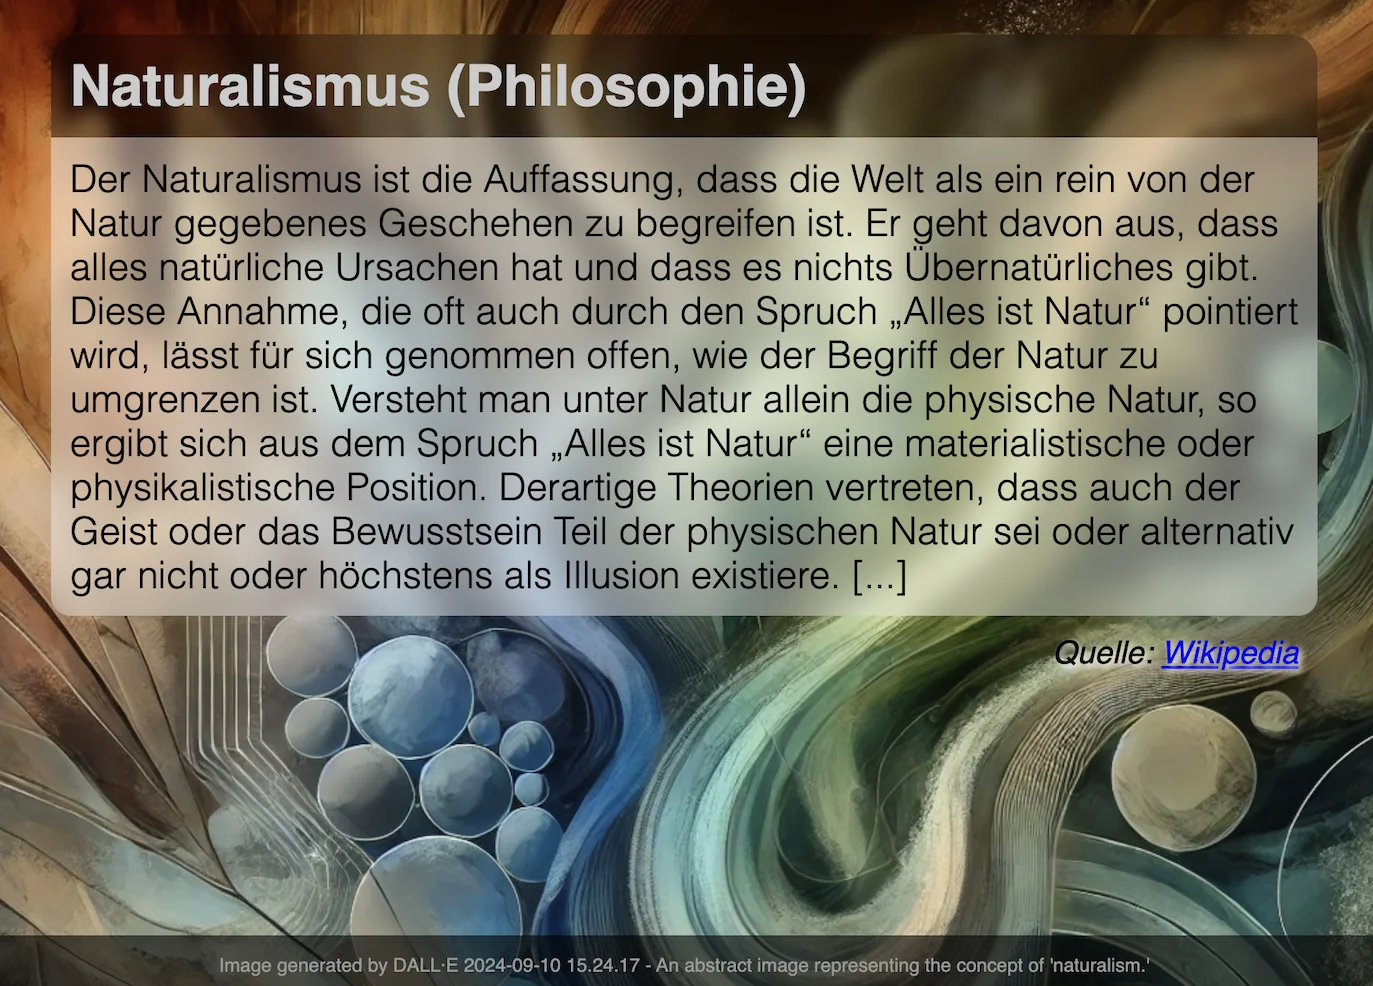 Naturalismus (Philosophie)
Der Naturalismus ist die Auffassung, dass die Welt als ein rein von der
Natur gegebenes Geschehen zu begreifen ist. Er geht davon aus, dass
alles natürliche Ursachen hat und dass es nichts Übernatürliches gibt.
Diese Annahme, die oft auch durch den Spruch „Alles ist Natur“ pointiert
wird, lässt für sich genommen offen, wie der Begriff der Natur zu
umgrenzen ist. Versteht man unter Natur allein die physische Natur, so
ergibt sich aus dem Spruch „Alles ist Natur“ eine materialistische oder
physikalistische Position. Derartige Theorien vertreten, dass auch der
Geist oder das Bewusstsein Teil der physischen Natur sei oder alternativ
gar nicht oder höchstens als Illusion existiere. [...]
Quelle: Wikipedia
Image generated by DALL·E 2024-09-10 15.24.17 - An abstract image representing the concept of 'naturalism.'